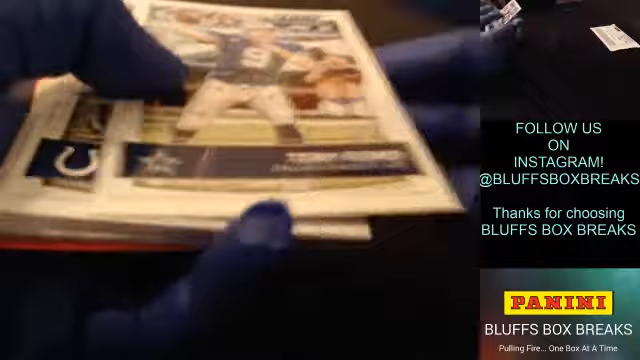 FOLLOW US
ON
INSTAGRAM!
@BLUFFSBOXBREAKS
Thanks for choosing
BLUFFS BOX BREAKS
PANINI
BLUFFS BOX BREAKS
Pulling Fire... One Box At A Time